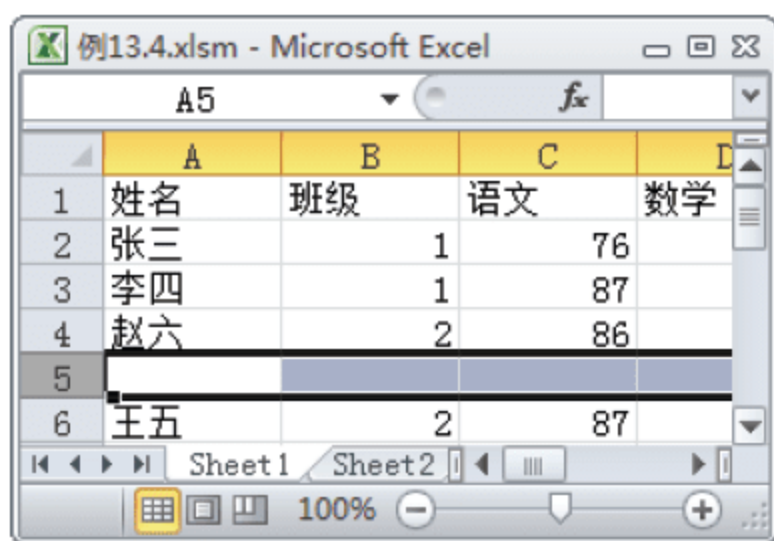 例13.4.xlsm - Microsoft Excel
A5 fx
A B C D
1 姓名 班级 语文 数学
2 张三 1 76
3 李四 1 87
4 赵六 2 86
5
6 王五 2 87
Sheet1 Sheet2
100%